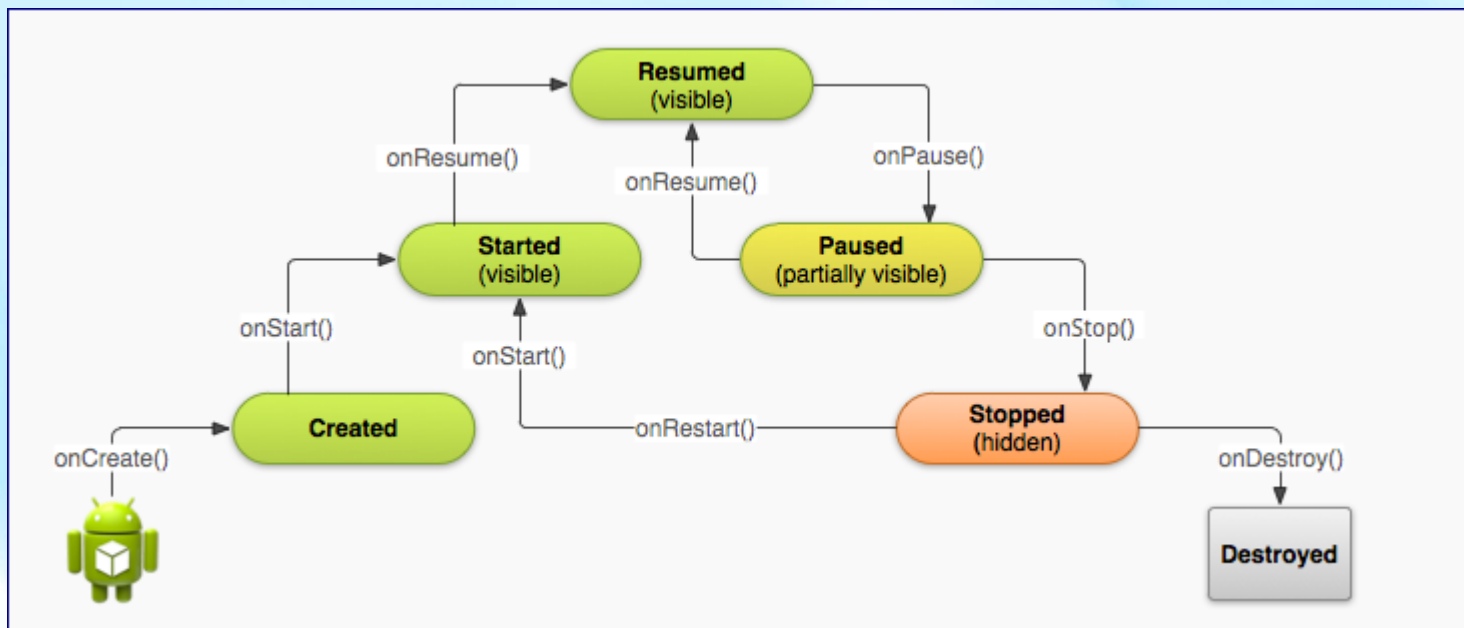 Resumed
(visible)
onResume()
onPause()
onResume()
Started
(visible)
Paused
(partially visible)
onStart()
onStop()
onStart()
Created
onRestart()
Stopped
(hidden)
onCreate()
onDestroy()
Destroyed